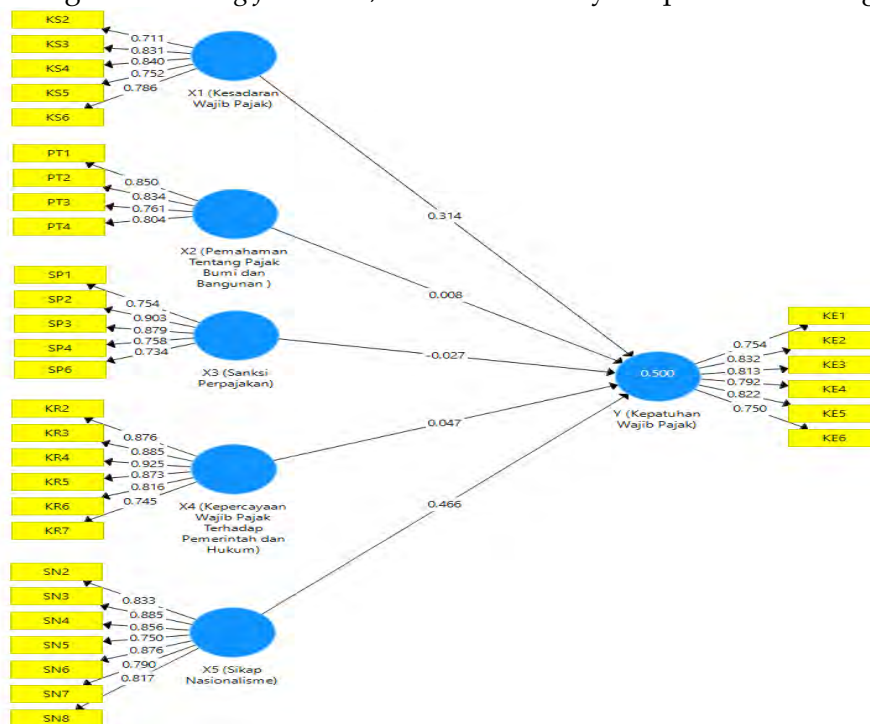 KS2
KS3
KS4
KS5
KS6
0.711
0.831
0.840
0.752
0.786
X1 (Kesadaran
Wajib Pajak)
PT1
PT2
PT3
PT4
0.850
0.834
0.761
0.804
X2 (Pemahaman
Tentang Pajak
Bumi dan
Bangunan )
SP1
SP2
SP3
SP4
SP6
0.754
0.903
0.879
0.758
0.734
X3 (Sanksi
Perpajakan)
KR2
KR3
KR4
KR5
KR6
KR7
0.876
0.885
0.925
0.873
0.816
0.745
X4 (Kepercayaan
Wajib Pajak
Terhadap
Pemerintah dan
Hukum)
SN2
SN3
SN4
SN5
SN6
SN7
SN8
0.833
0.885
0.856
0.750
0.876
0.790
0.817
X5 (Sikap
Nasionalisme)
0.314
0.008
-0.027
0.047
0.466
0.500
Y (Kepatuhan
Wajib Pajak)
0.754
0.832
0.813
0.792
0.822
0.750
KE1
KE2
KE3
KE4
KE5
KE6